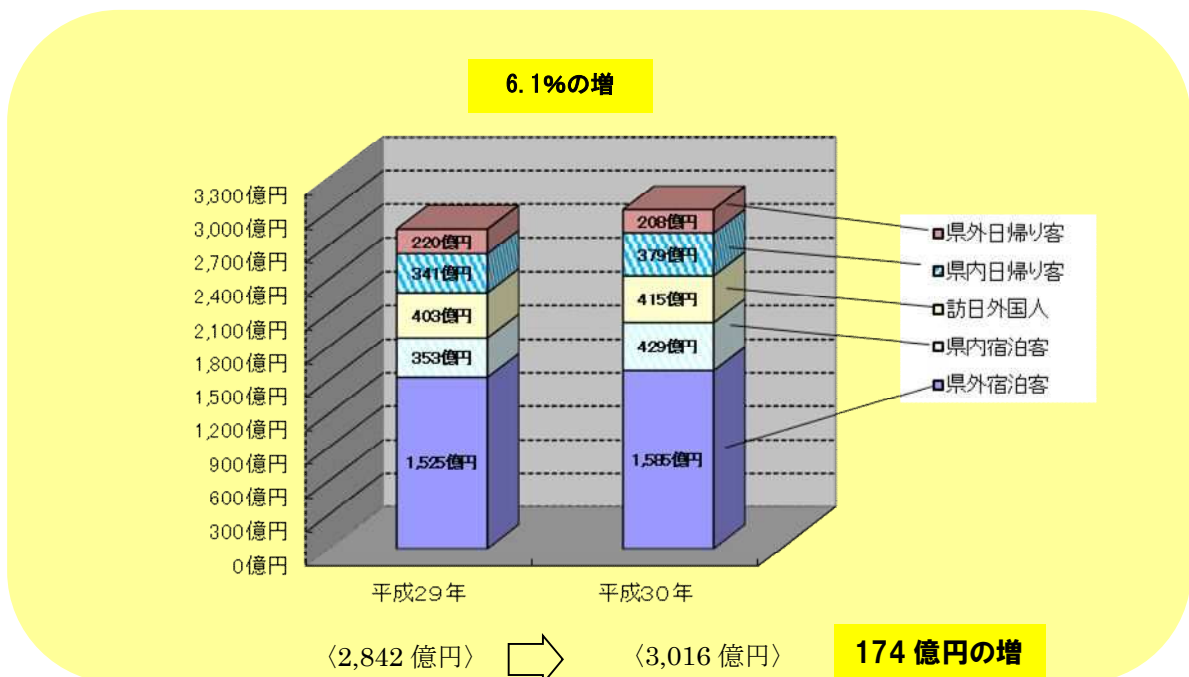 6.1%の増
3,300億円
3,000億円
2,700億円
2,400億円
2,100億円
1,800億円
1,500億円
1,200億円
900億円
600億円
300億円
0億円
220億円
341億円
403億円
353億円
1,525億円
208億円
379億円
415億円
429億円
1,585億円
県外日帰り客
県内日帰り客
訪日外国人
県内宿泊客
県外宿泊客
平成29年
平成30年
〈2,842 億円〉
〈3,016 億円〉
174 億円の増